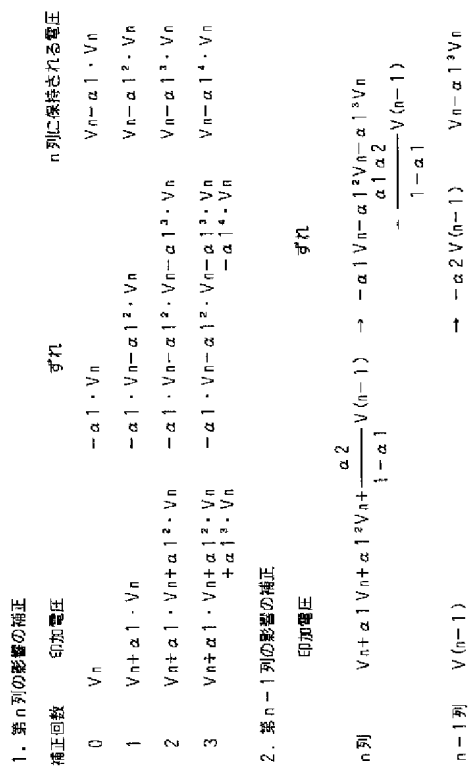 1. 第n列の影響の補正
補正回数 印加電圧 ずれ n列に保持される電圧
0 Vn −α1・Vn Vn−α1・Vn
1 Vn+α1・Vn −α1・Vn−α1²・Vn Vn−α1²・Vn
2 Vn+α1・Vn+α1²・Vn −α1・Vn−α1²・Vn−α1³・Vn Vn−α1³・Vn
3 Vn+α1・Vn+α1²・Vn −α1・Vn−α1²・Vn−α1³・Vn Vn−α1⁴・Vn
+α1³・Vn −α1⁴・Vn
2. 第n−1列の影響の補正
印加電圧 ずれ
n列 Vn+α1Vn+α1²Vn+ α2/1−α1 V(n−1) → −α1Vn−α1²Vn−α1³Vn
− α1α2/1−α1 V(n−1)
n−1列 V(n−1) → −α2V(n−1) Vn−α1³Vn